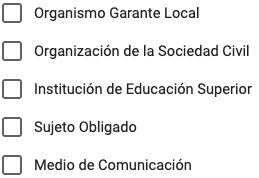 Organismo Garante Local
Organización de la Sociedad Civil
Institución de Educación Superior
Sujeto Obligado
Medio de Comunicación